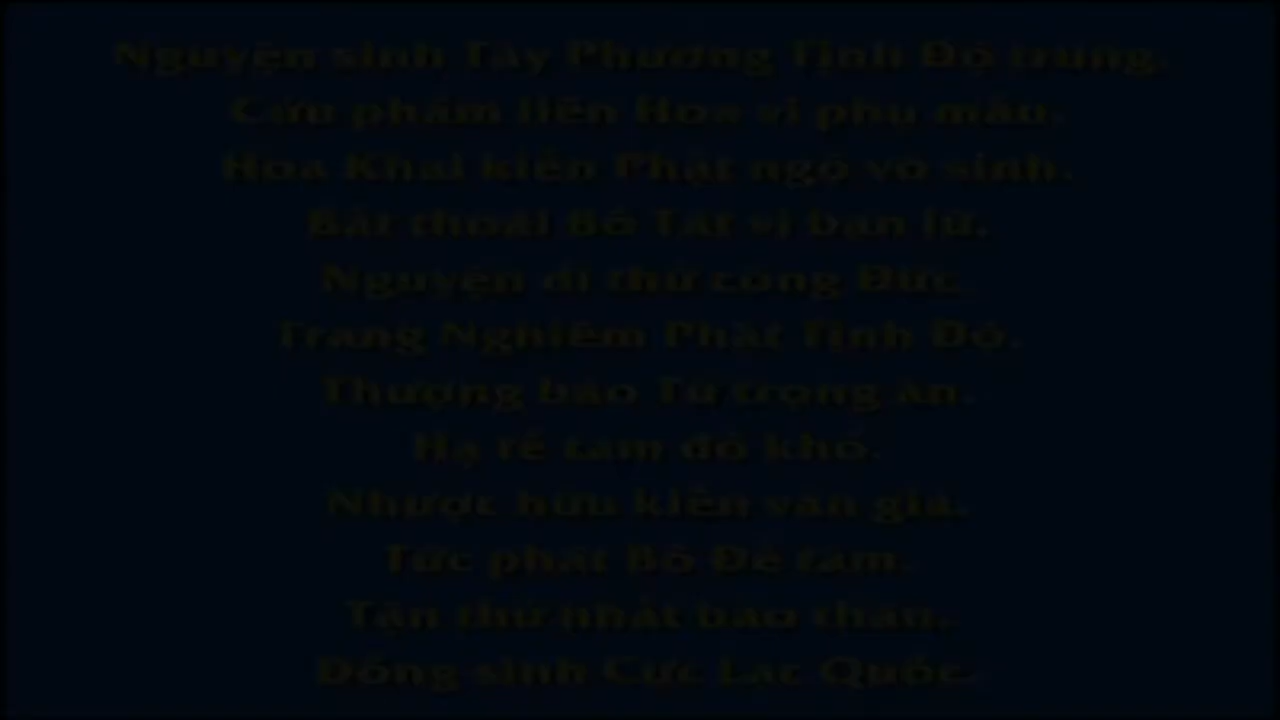 Nguyện sinh Tây Phương Tịnh Độ trung.
Cửu phẩm liên Hoa vi phụ mẫu.
Hoa Khai kiến Phật ngộ vô sinh.
Bất thoái Bồ Tát vi bạn lữ.
Nguyện dĩ thử công Đức.
Trang Nghiêm Phật Tịnh Độ.
Thượng báo Tứ trọng ân.
Hạ tế tam đồ khổ.
Nhược hữu kiến văn giả.
Tức phát Bồ Đề tâm.
Tận thử nhất báo thân.
Đồng sinh Cực Lạc Quốc.